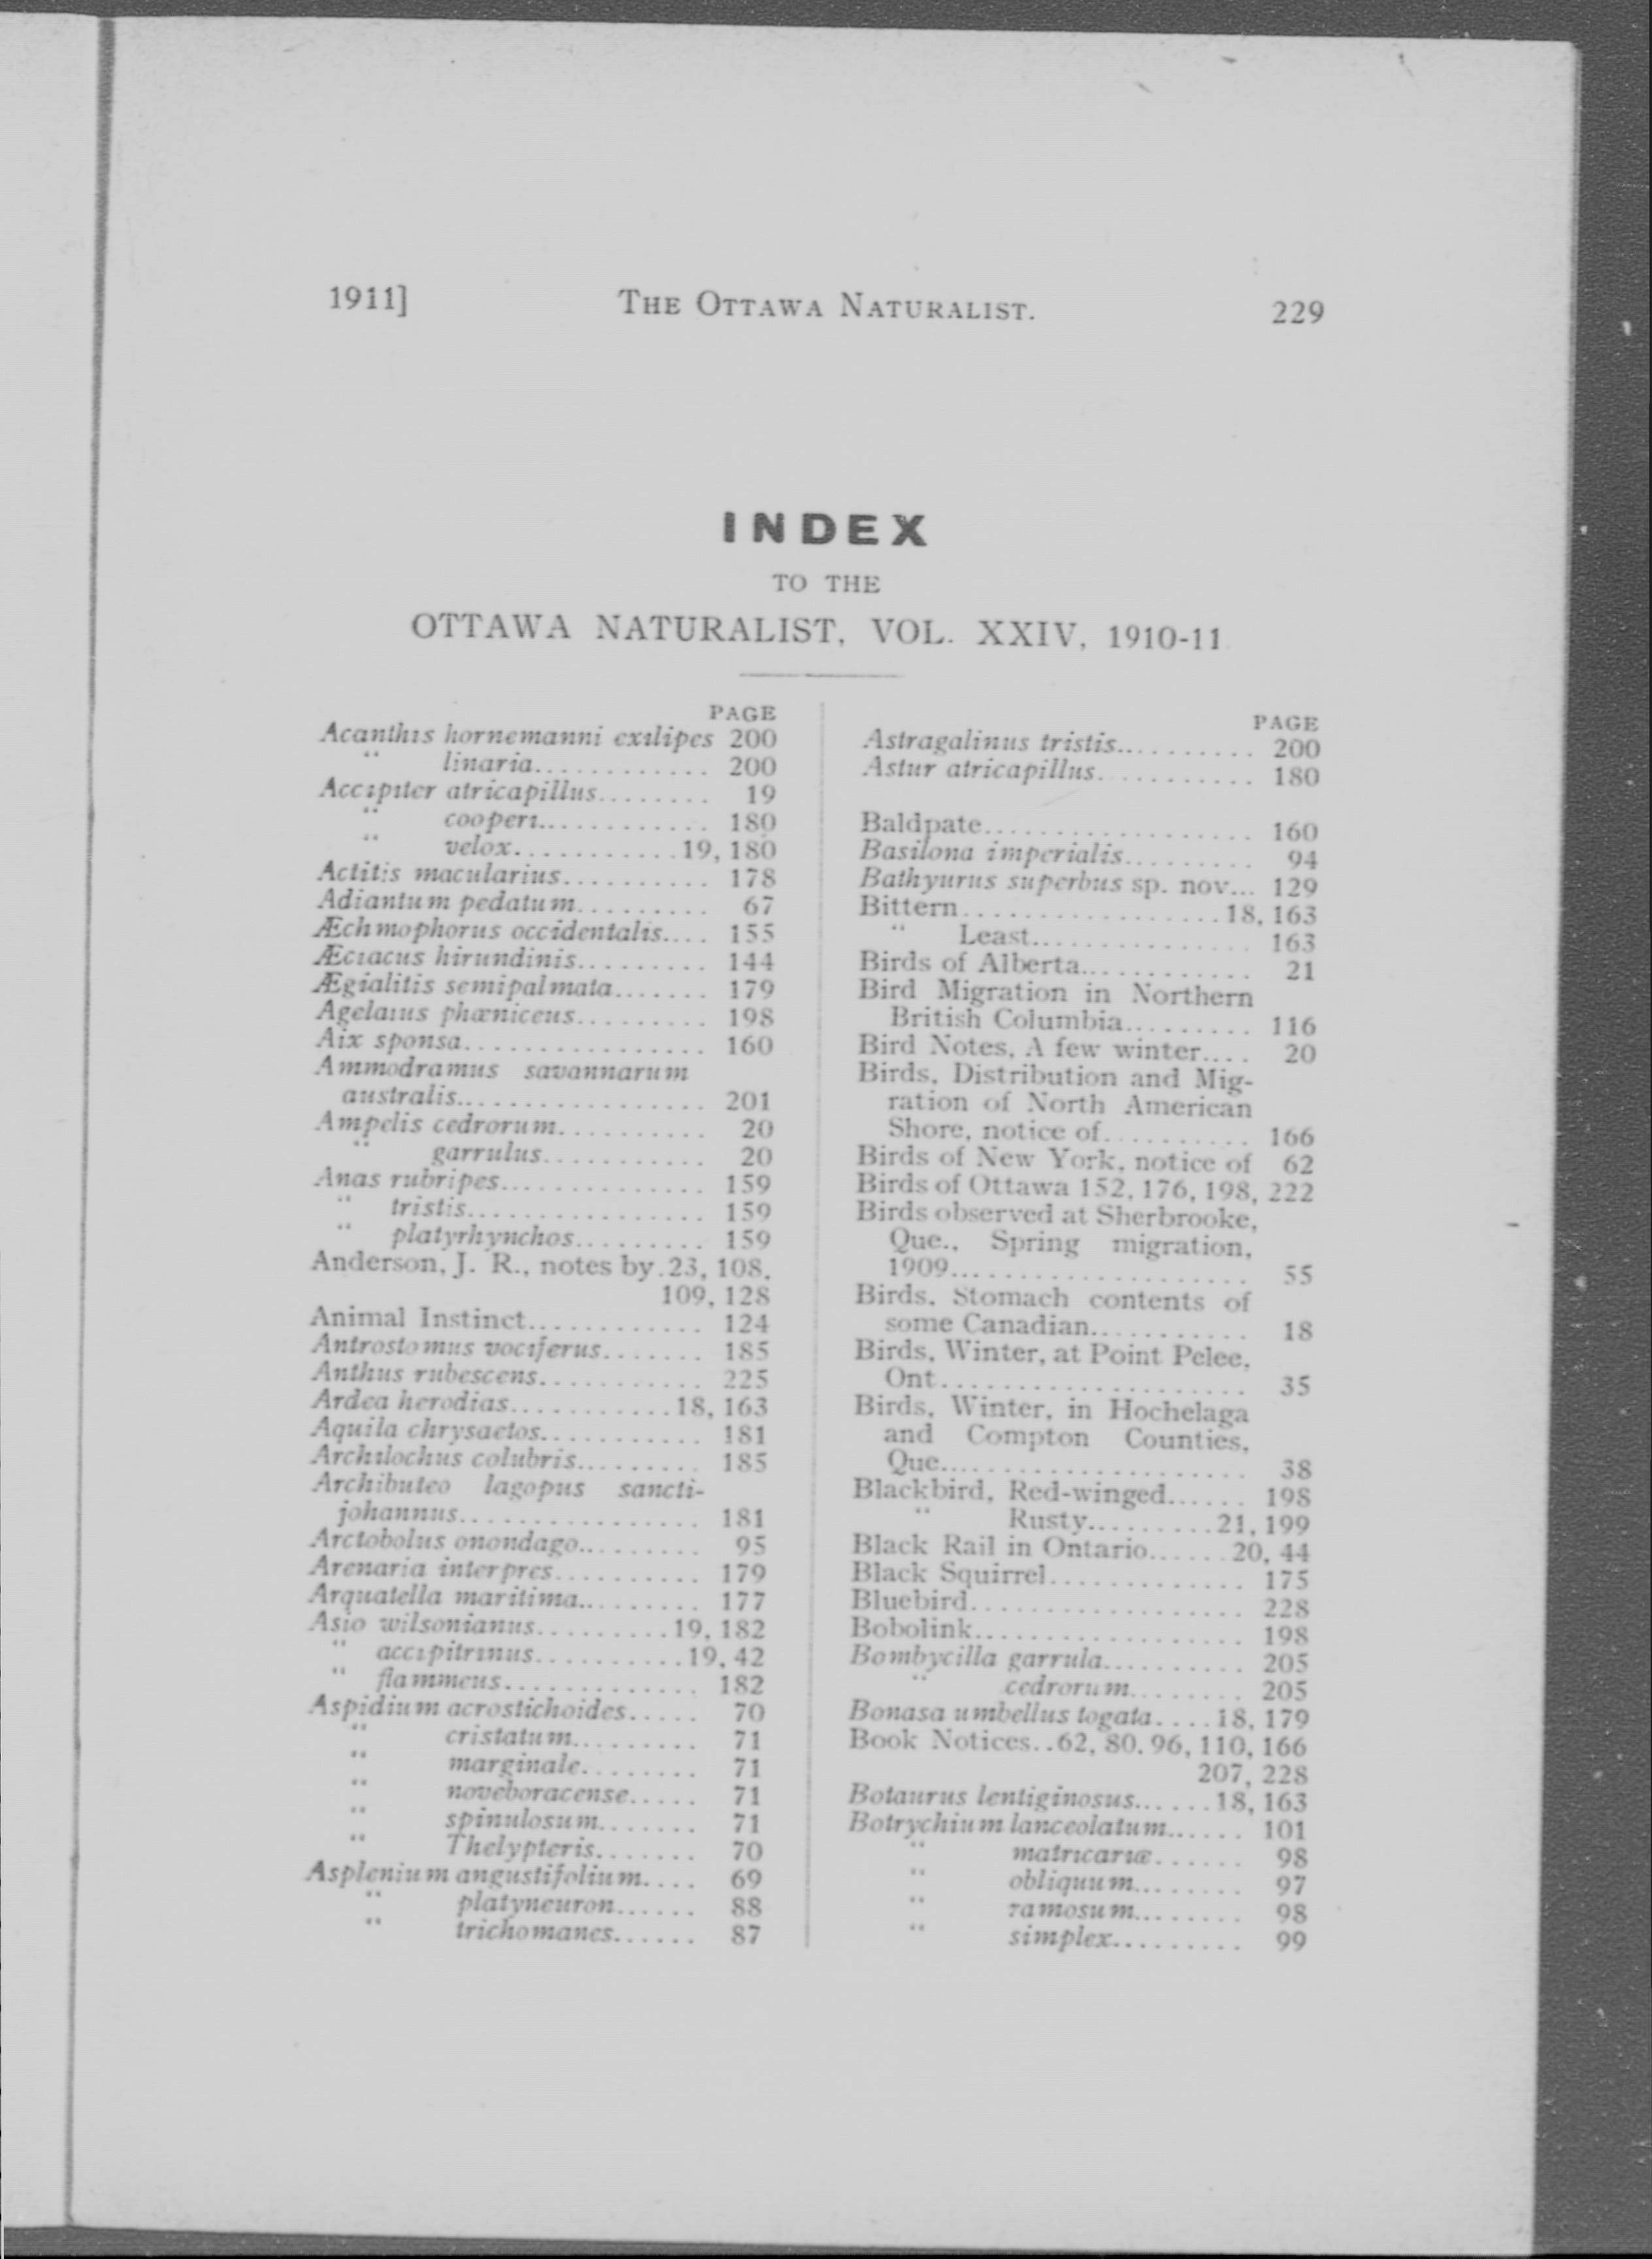 1911]
THE OTTAWA NATURALIST.
229
INDEX
TO THE
OTTAWA NATURALIST, VOL. XXIV, 1910-11
PAGE
Acanthis hornemanni exilipes 200
" linaria............ 200
Accipiter atricapillus........ 19
" cooperi............ 180
" velox...........19, 180
Actitis macularius.......... 178
Adiantum pedatum......... 67
Æchmophorus occidentalis.... 155
Æciacus hirundinis......... 144
Ægialitis semipalmata....... 179
Agelaius phæniceus......... 198
Aix sponsa................ 160
Ammodramus savannarum
australis.................. 201
Ampelis cedrorum.......... 20
" garrulus........... 20
Anas rubripes.............. 159
" tristis................ 159
" platyrhynchos......... 159
Anderson, J. R., notes by.23, 108,
109, 128
Animal Instinct............ 124
Antrostomus vociferus....... 185
Anthus rubescens........... 225
Ardea herodias...........18, 163
Aquila chrysaetos........... 181
Archilochus colubris......... 185
Archibuteo lagopus sancti-
johannus................ 181
Arctobolus onondago......... 95
Arenaria interpres.......... 179
Arquatella maritima......... 177
Asio wilsonianus.........19, 182
" accipitrinus..........19, 42
" flammeus............. 182
Aspidium acrostichoides..... 70
" cristatum......... 71
" marginale........ 71
" noveboracense..... 71
" spinulosum....... 71
" Thelypteris....... 70
Asplenium angustifolium.... 69
" platyneuron...... 88
" trichomanes...... 87
PAGE
Astragalinus tristis.......... 200
Astur atricapillus........... 180
Baldpate.................. 160
Basilona imperialis......... 94
Bathyurus superbus sp. nov... 129
Bittern.................18, 163
" Least............... 163
Birds of Alberta............ 21
Bird Migration in Northern
British Columbia......... 116
Bird Notes, A few winter.... 20
Birds, Distribution and Mig-
ration of North American
Shore, notice of.......... 166
Birds of New York, notice of 62
Birds of Ottawa 152, 176, 198, 222
Birds observed at Sherbrooke,
Que., Spring migration,
1909.................... 55
Birds, Stomach contents of
some Canadian........... 18
Birds, Winter, at Point Pelee,
Ont.................... 35
Birds, Winter, in Hochelaga
and Compton Counties,
Que..................... 38
Blackbird, Red-winged...... 198
" Rusty.........21, 199
Black Rail in Ontario......20, 44
Black Squirrel............. 175
Bluebird.................. 228
Bobolink.................. 198
Bombycilla garrula.......... 205
" cedrorum........ 205
Bonasa umbellus togata....18, 179
Book Notices..62, 80, 96, 110, 166
207, 228
Botaurus lentiginosus......18, 163
Botrychium lanceolatum...... 101
" matricariæ...... 98
" obliquum........ 97
" ramosum........ 98
" simplex......... 99